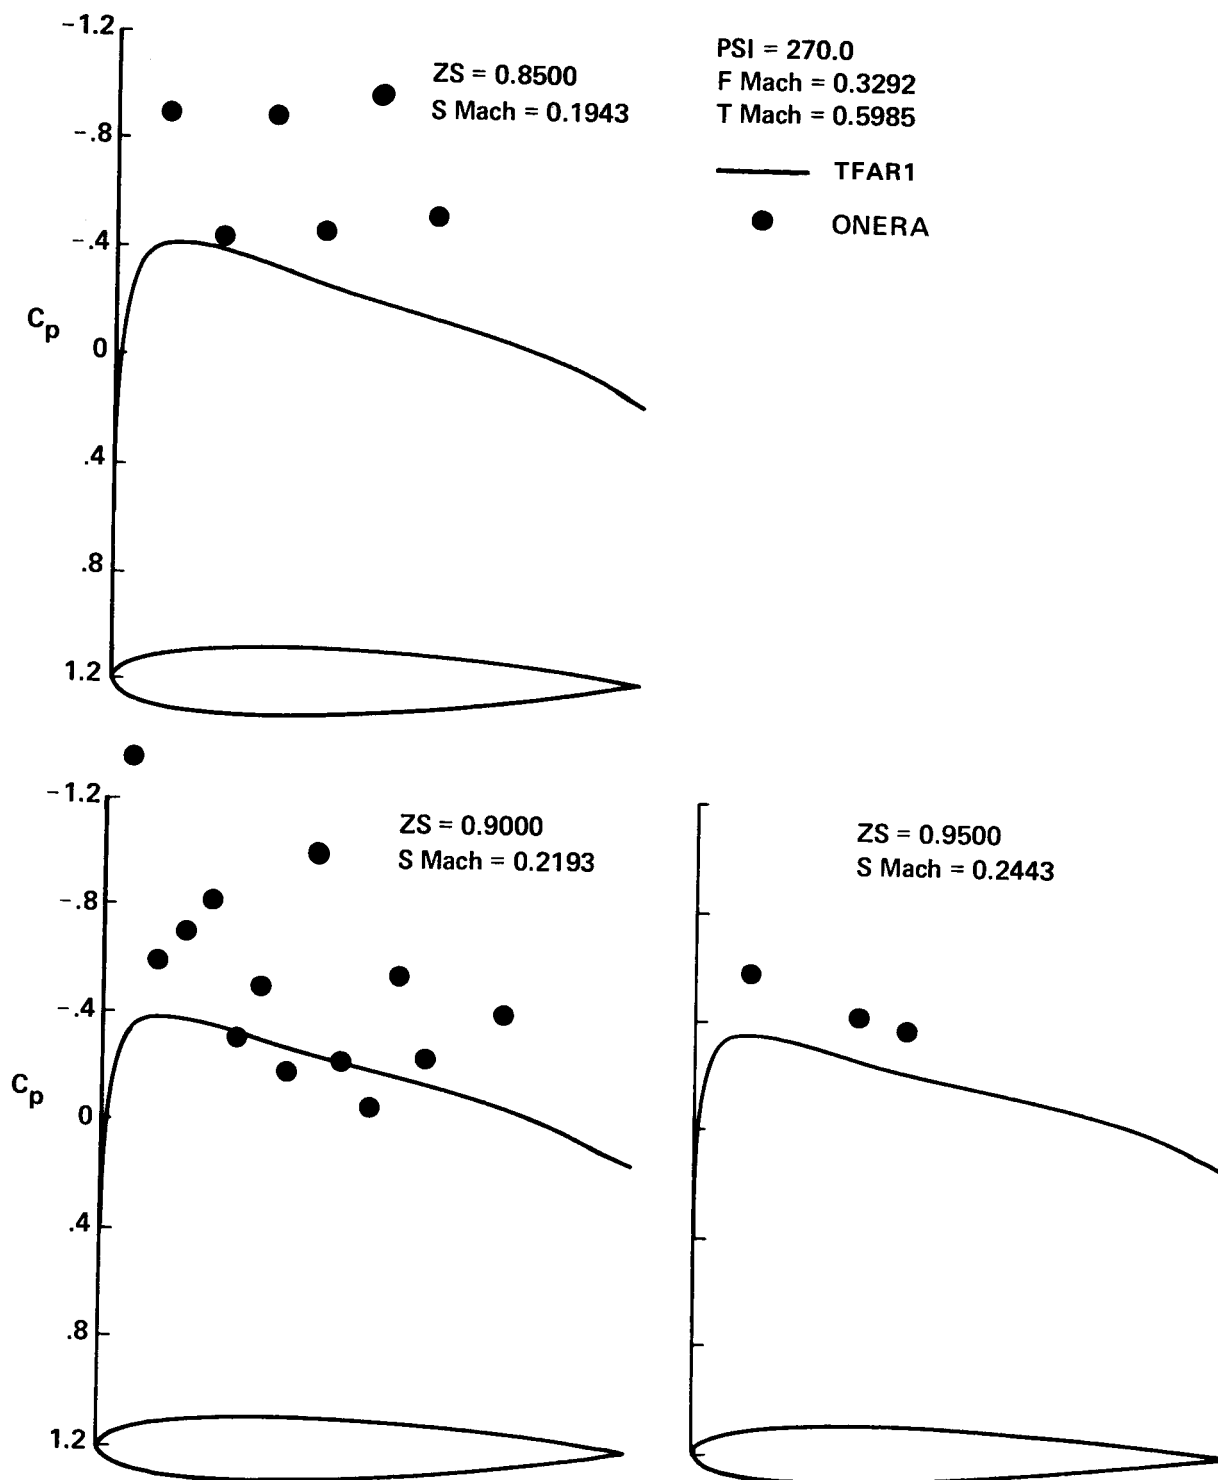 -1.2
ZS = 0.8500
S Mach = 0.1943
PSI = 270.0
F Mach = 0.3292
T Mach = 0.5985
TFAR1
ONERA
-.8
-.4
Cp
0
.4
.8
1.2
-1.2
ZS = 0.9000
S Mach = 0.2193
-.8
-.4
Cp
0
.4
.8
1.2
ZS = 0.9500
S Mach = 0.2443